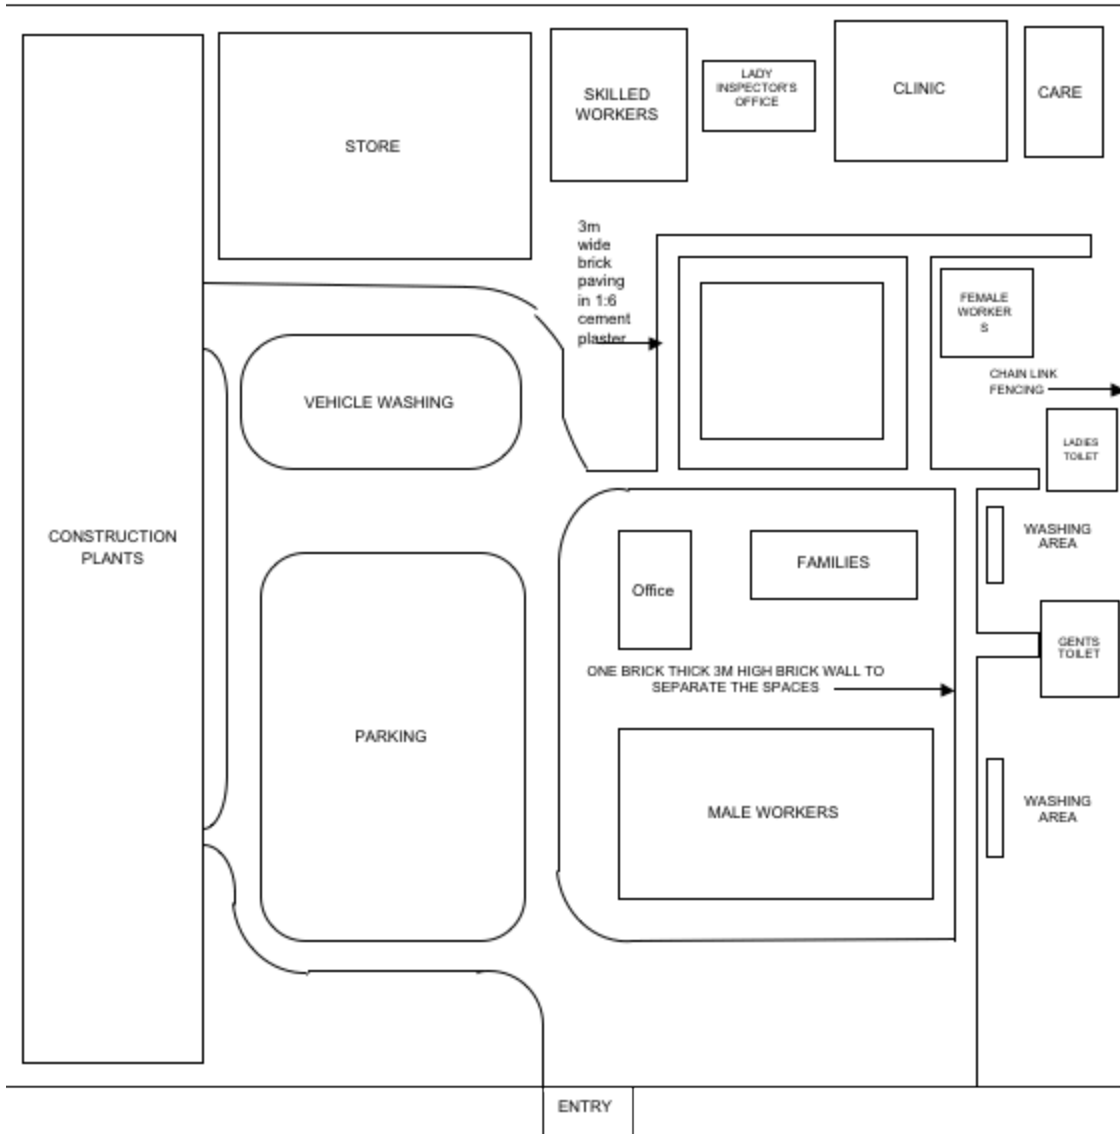 STORE
SKILLED
WORKERS
LADY
INSPECTOR'S
OFFICE
CLINIC
CARE
3m
wide
brick
paving
in 1:6
cement
plaster
FEMALE
WORKER
S
CHAIN LINK
FENCING
VEHICLE WASHING
LADIES
TOILET
CONSTRUCTION
PLANTS
WASHING
AREA
Office
FAMILIES
GENTS
TOILET
ONE BRICK THICK 3M HIGH BRICK WALL TO
SEPARATE THE SPACES
PARKING
MALE WORKERS
WASHING
AREA
ENTRY